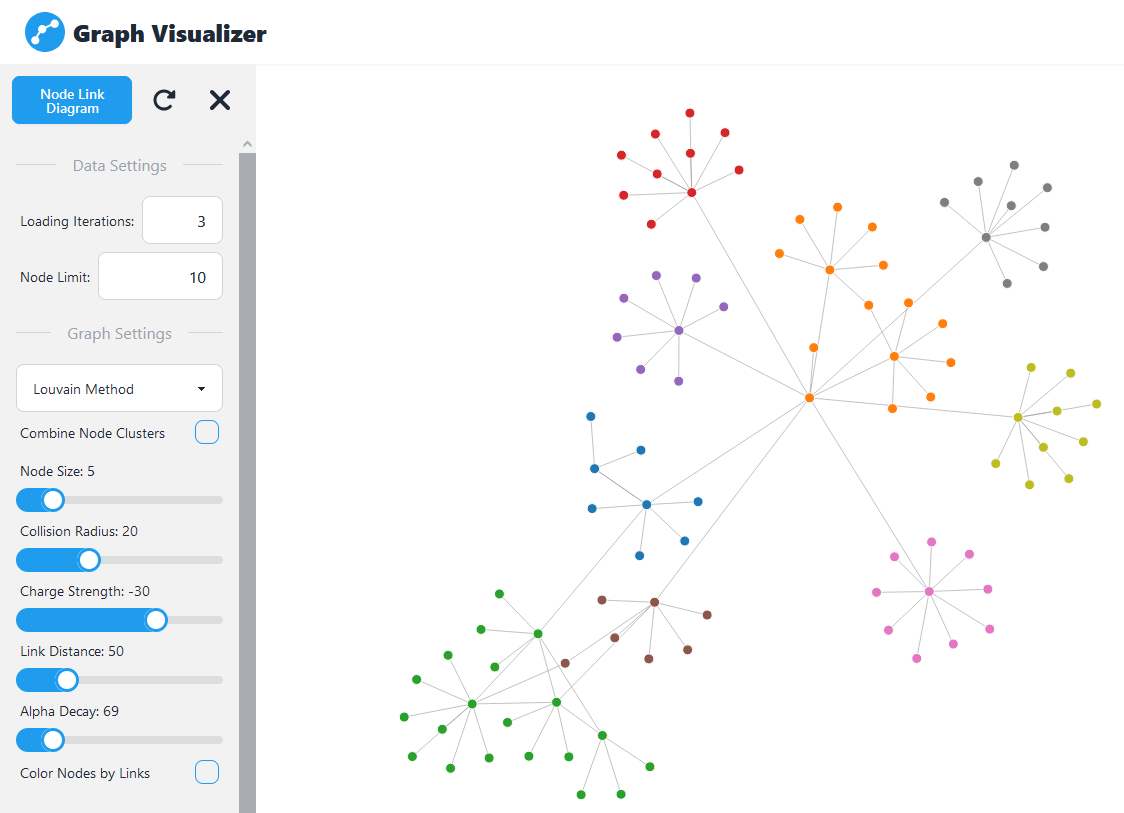 Graph Visualizer
Node Link
Diagram
Data Settings
Loading Iterations: 3
Node Limit: 10
Graph Settings
Louvain Method
Combine Node Clusters
Node Size: 5
Collision Radius: 20
Charge Strength: -30
Link Distance: 50
Alpha Decay: 69
Color Nodes by Links